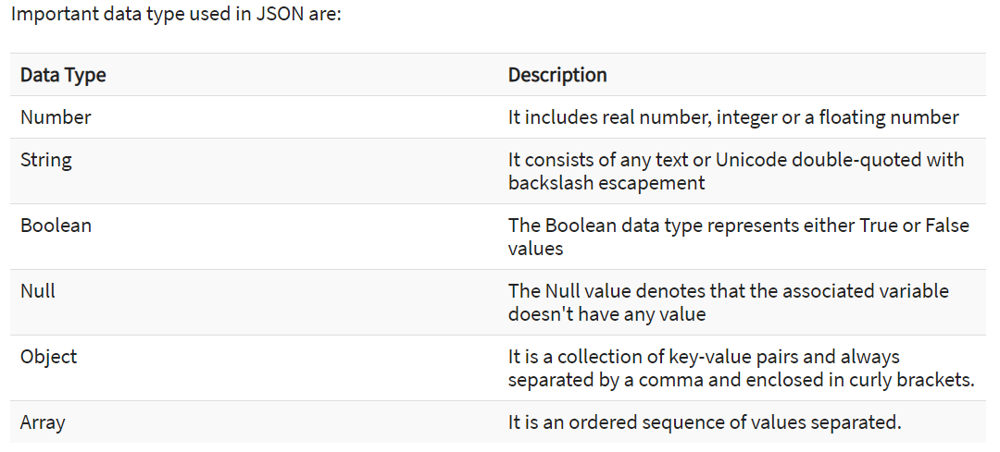 Important data type used in JSON are:
Data Type Description
Number It includes real number, integer or a floating number
String It consists of any text or Unicode double-quoted with
backslash escapement
Boolean The Boolean data type represents either True or False
values
Null The Null value denotes that the associated variable
doesn't have any value
Object It is a collection of key-value pairs and always
separated by a comma and enclosed in curly brackets.
Array It is an ordered sequence of values separated.